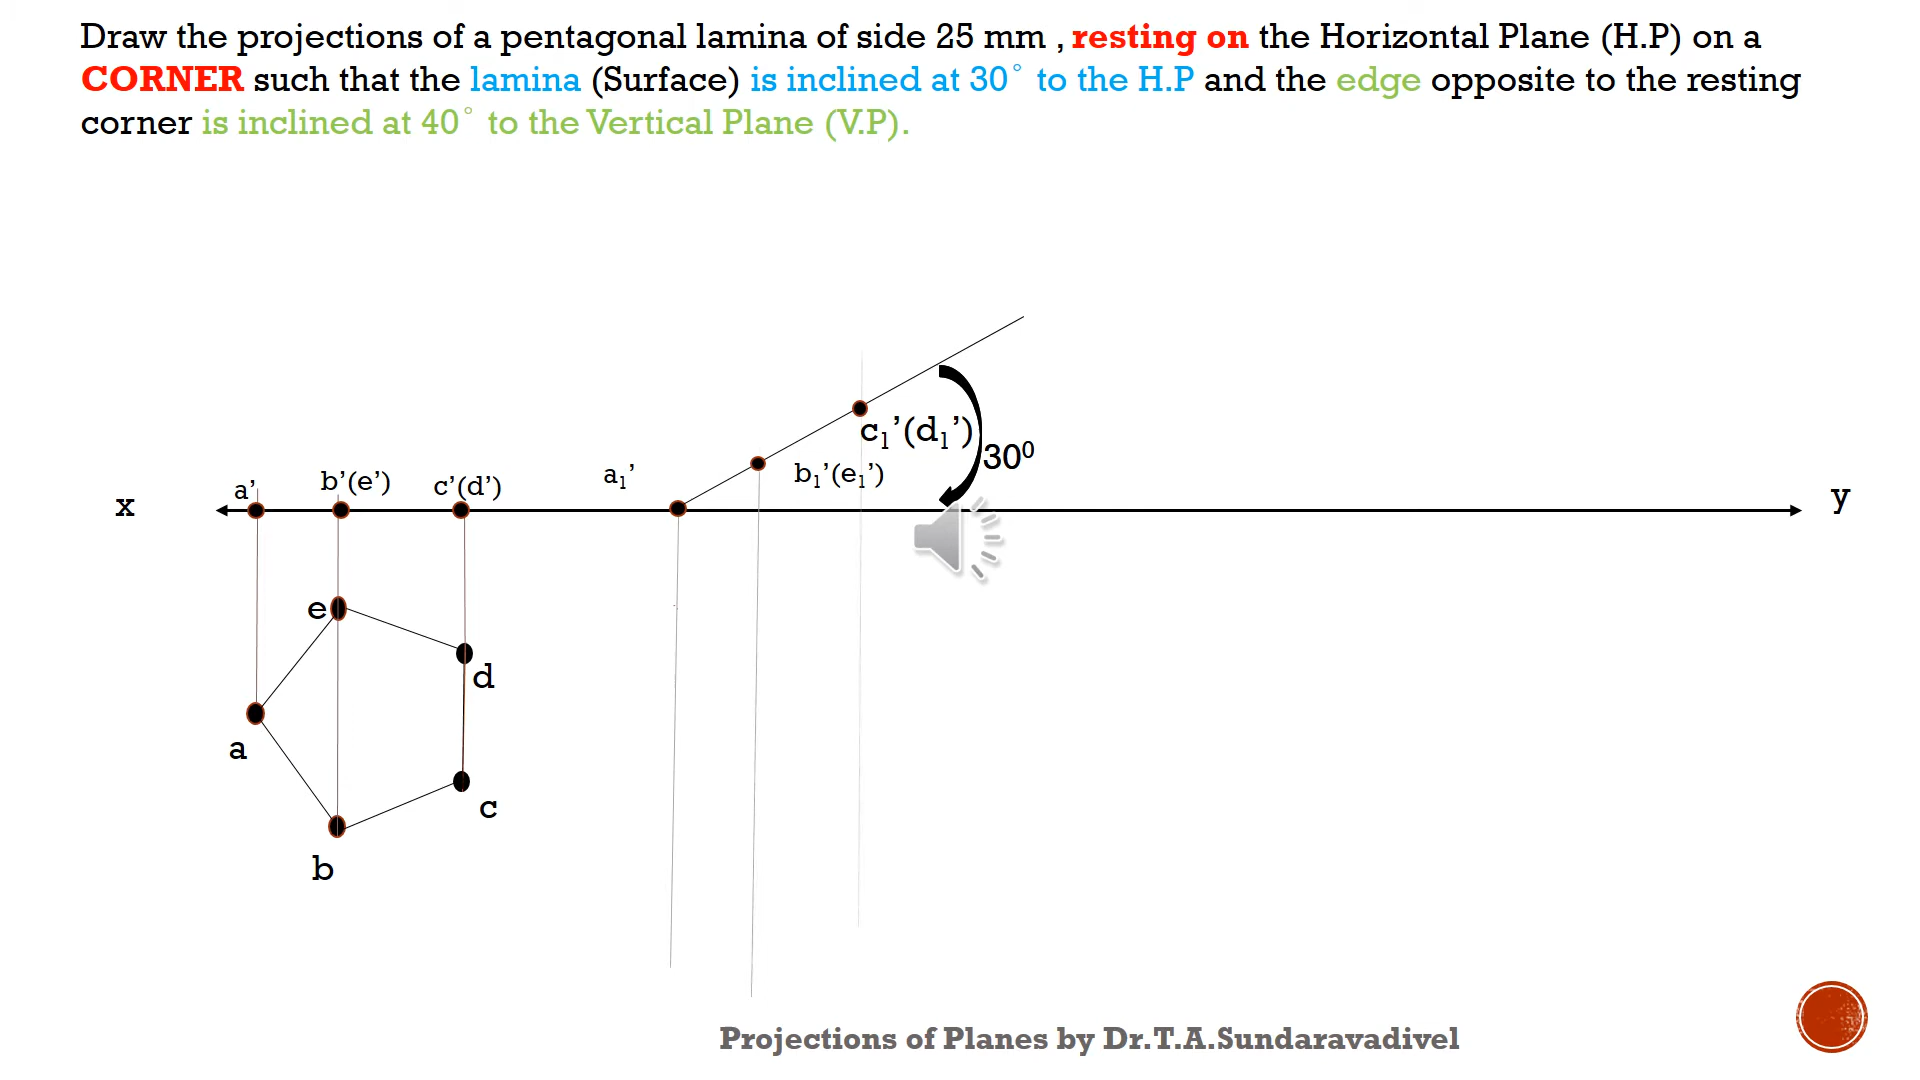 Draw the projections of a pentagonal lamina of side 25 mm , resting on the Horizontal Plane (H.P) on a
CORNER such that the lamina (Surface) is inclined at 30° to the H.P and the edge opposite to the resting
corner is inclined at 40° to the Vertical Plane (V.P).
c₁’(d₁’)
30⁰
a’ b’(e’) c’(d’) a₁’ b₁’(e₁’)
x y
e
d
a
c
b
Projections of Planes by Dr.T.A.Sundaravadivel